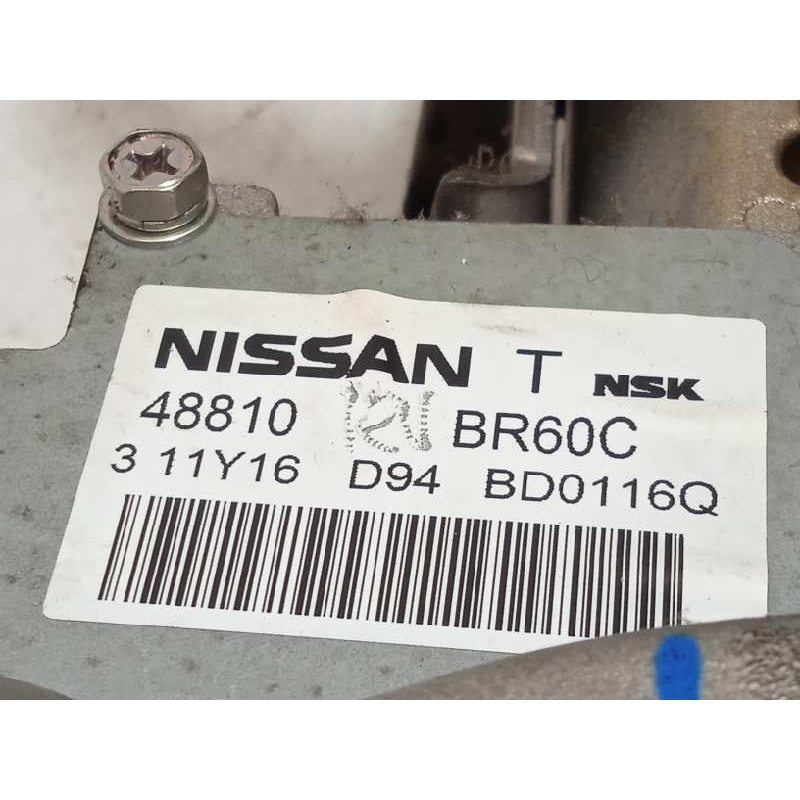 NISSAN T NSK
48810 BR60C
3 11Y16 D94 BD0116Q